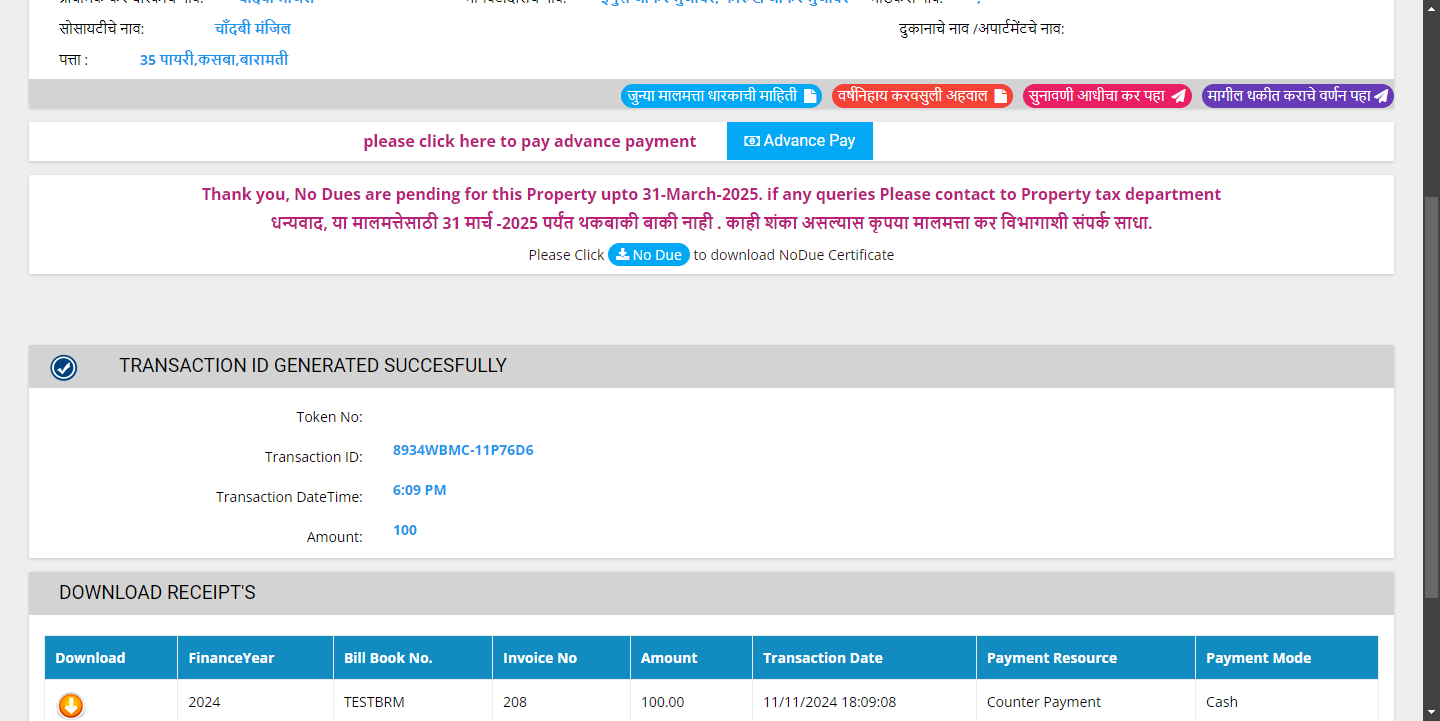 सोसायटीचे नाव: चाँदबी मंजिल दुकानाचे नाव /अपार्टमेंटचे नाव:
पत्ता : 35 पायरी,कसबा,बारामती
जुन्या मालमत्ता धारकाची माहिती वर्षनिहाय करवसुली अहवाल सुनावणी आधीचा कर पहा मागील थकीत कराचे वर्णन पहा
please click here to pay advance payment Advance Pay
Thank you, No Dues are pending for this Property upto 31-March-2025. if any queries Please contact to Property tax department
धन्यवाद, या मालमत्तेसाठी 31 मार्च -2025 पर्यंत थकबाकी बाकी नाही . काही शंका असल्यास कृपया मालमत्ता कर विभागाशी संपर्क साधा.
Please Click No Due to download NoDue Certificate
TRANSACTION ID GENERATED SUCCESFULLY
Token No:
Transaction ID: 8934WBMC-11P76D6
Transaction DateTime: 6:09 PM
Amount: 100
DOWNLOAD RECEIPT'S
Download FinanceYear Bill Book No. Invoice No Amount Transaction Date Payment Resource Payment Mode
2024 TESTBRM 208 100.00 11/11/2024 18:09:08 Counter Payment Cash